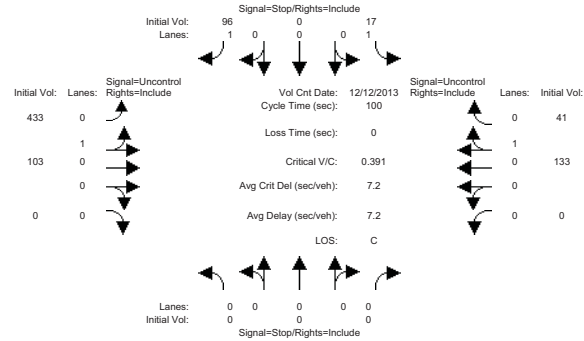 Signal=Stop/Rights=Include
Initial Vol: 96 0 17
Lanes: 1 0 0 0 1
Signal=Uncontrol
Initial Vol: Lanes: Rights=Include
Vol Cnt Date: 12/12/2013
Signal=Uncontrol
Rights=Include Lanes: Initial Vol:
Cycle Time (sec): 100
433 0
0 41
Loss Time (sec): 0
1
1
103 0
Critical V/C: 0.391
0 133
0
Avg Crit Del (sec/veh): 7.2
0
0 0
Avg Delay (sec/veh): 7.2
0 0
LOS: C
Lanes: 0 0 0 0 0
Initial Vol: 0 0 0
Signal=Stop/Rights=Include